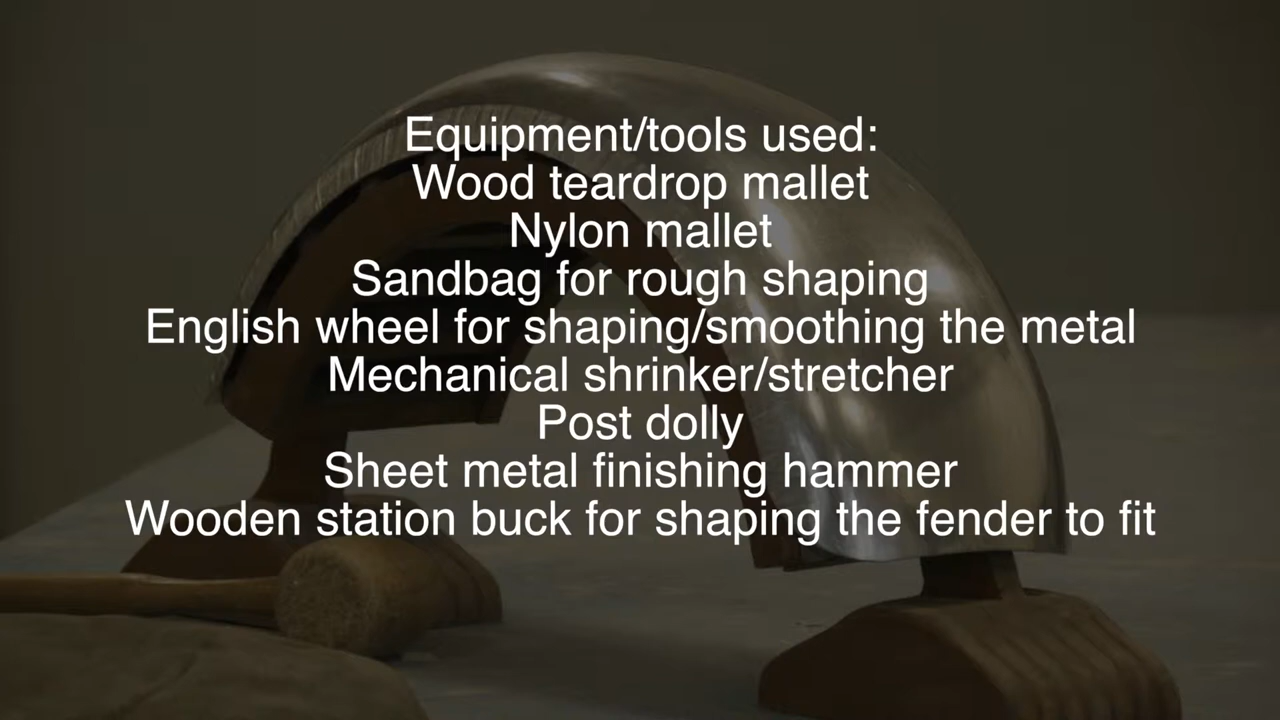 Equipment/tools used:
Wood teardrop mallet
Nylon mallet
Sandbag for rough shaping
English wheel for shaping/smoothing the metal
Mechanical shrinker/stretcher
Post dolly
Sheet metal finishing hammer
Wooden station buck for shaping the fender to fit